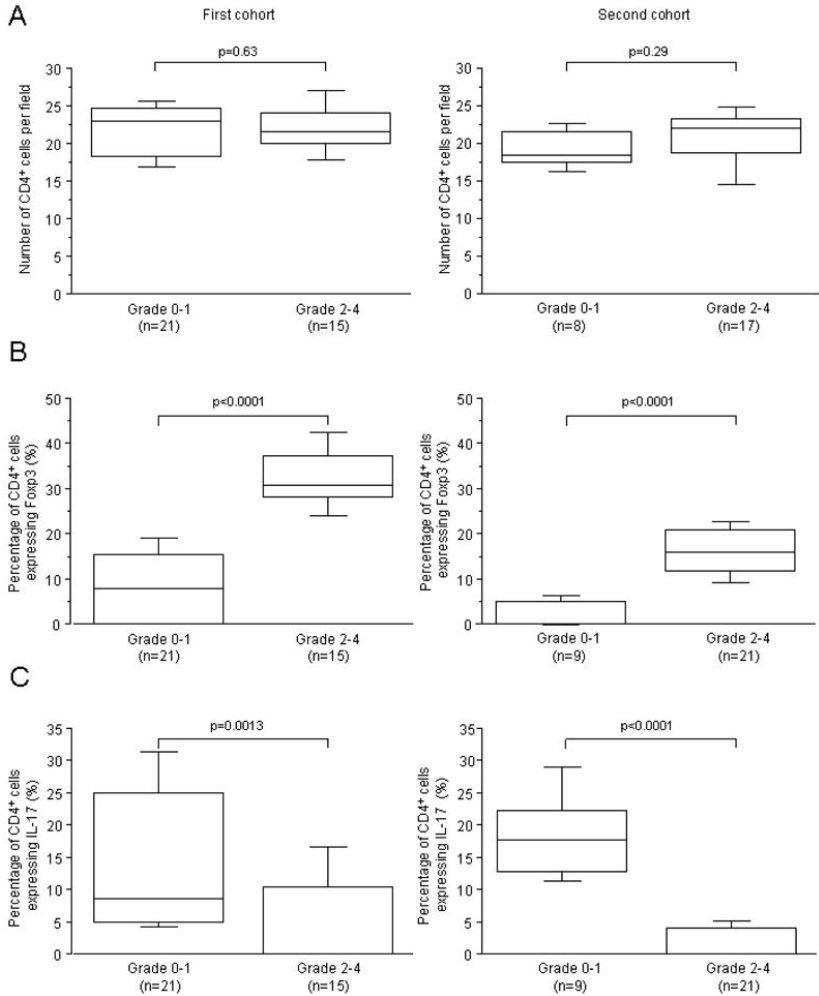 A
First cohort
Second cohort
p=0.63
Number of CD4+ cells per field
30
25
20
15
10
5
0
Grade 0-1
(n=21)
Grade 2-4
(n=15)
p=0.29
Number of CD4+ cells per field
30
25
20
15
10
5
0
Grade 0-1
(n=8)
Grade 2-4
(n=17)
B
p<0.0001
Percentage of CD4+ cells
expressing Foxp3 (%)
50
40
30
20
10
0
Grade 0-1
(n=21)
Grade 2-4
(n=15)
p<0.0001
Percentage of CD4+ cells
expressing Foxp3 (%)
50
40
30
20
10
0
Grade 0-1
(n=9)
Grade 2-4
(n=21)
C
p=0.0013
Percentage of CD4+ cells
expressing IL-17 (%)
35
30
25
20
15
10
5
0
Grade 0-1
(n=21)
Grade 2-4
(n=15)
p<0.0001
Percentage of CD4+ cells
expressing IL-17 (%)
35
30
25
20
15
10
5
0
Grade 0-1
(n=9)
Grade 2-4
(n=21)